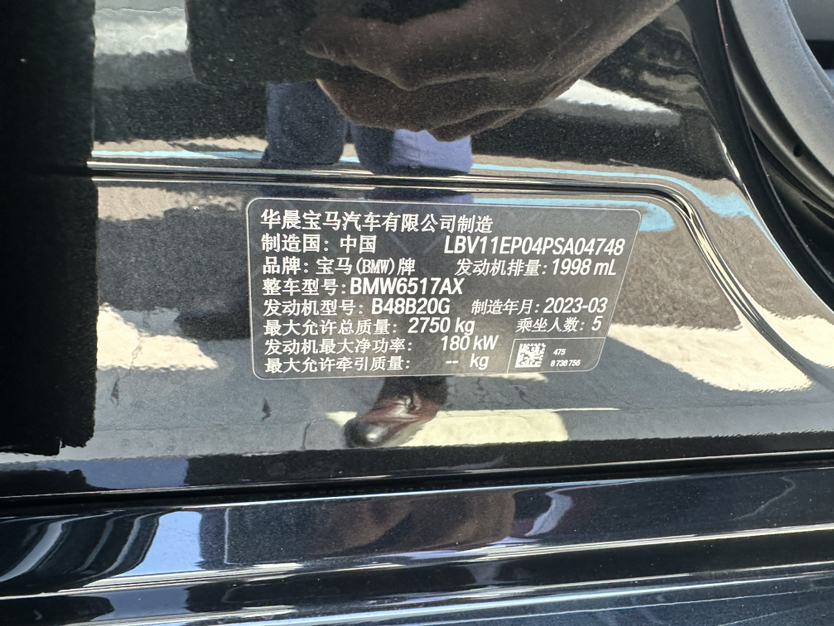 华晨宝马汽车有限公司制造
制造国: 中国 LBV11EP04PSA04748
品牌: 宝马(BMW)牌 发动机排量: 1998 mL
整车型号: BMW6517AX
发动机型号: B48B20G 制造年月: 2023-03
最大允许总质量: 2750 kg 乘坐人数: 5
发动机最大净功率: 180 kW
最大允许牵引质量: -- kg
475
8 738 756